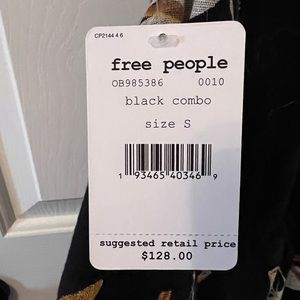 CP2144 4 6
free people
OB985386 0010
black combo
size S
1 93465 40346 9
suggested retail price
$128.00